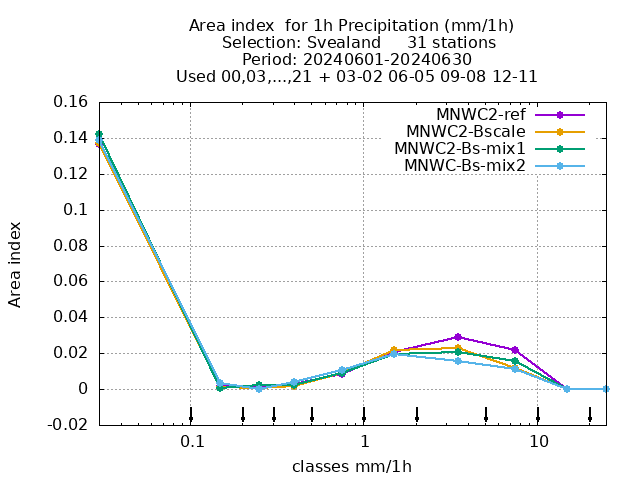 Area index  for 1h Precipitation (mm/1h)
Selection: Svealand     31 stations
Period: 20240601-20240630
Used 00,03,...,21 + 03-02 06-05 09-08 12-11
MNWC2-ref
MNWC2-Bscale
MNWC2-Bs-mix1
MNWC-Bs-mix2
Area index
0.16
0.14
0.12
0.1
0.08
0.06
0.04
0.02
0
-0.02
0.1 1 10
classes mm/1h